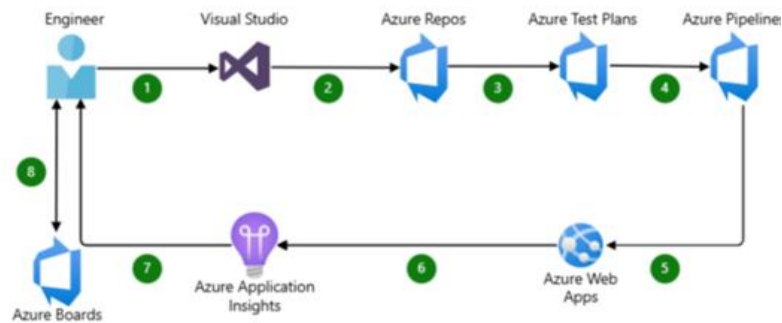 Engineer
Visual Studio
Azure Repos
Azure Test Plans
Azure Pipelines
1
2
3
4
8
7
6
5
Azure Boards
Azure Application
Insights
Azure Web
Apps